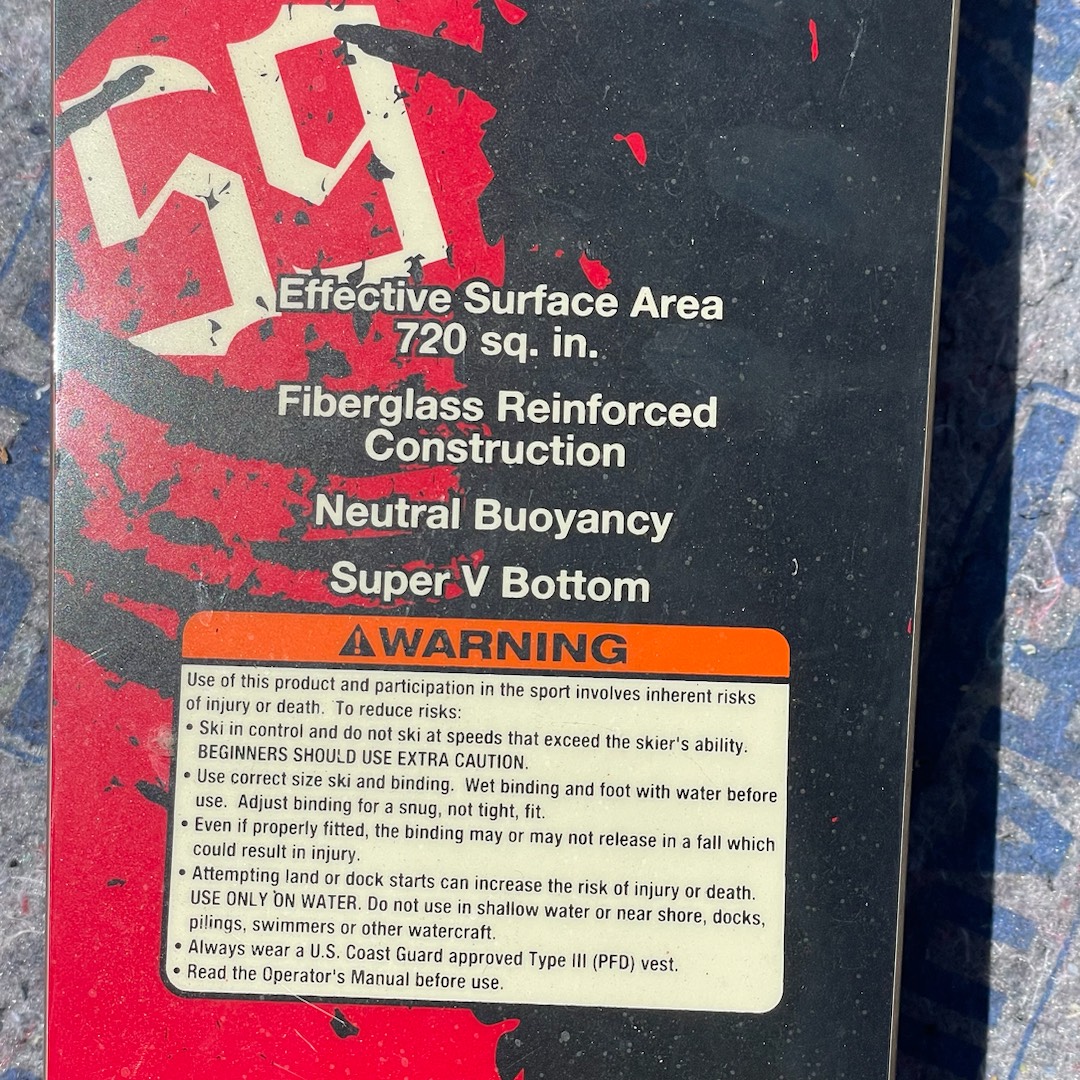 59
Effective Surface Area
720 sq. in.
Fiberglass Reinforced
Construction
Neutral Buoyancy
Super V Bottom
⚠WARNING
Use of this product and participation in the sport involves inherent risks
of injury or death. To reduce risks:
• Ski in control and do not ski at speeds that exceed the skier's ability.
BEGINNERS SHOULD USE EXTRA CAUTION.
• Use correct size ski and binding. Wet binding and foot with water before
use. Adjust binding for a snug, not tight, fit.
• Even if properly fitted, the binding may or may not release in a fall which
could result in injury.
• Attempting land or dock starts can increase the risk of injury or death.
USE ONLY ON WATER. Do not use in shallow water or near shore, docks,
pilings, swimmers or other watercraft.
• Always wear a U.S. Coast Guard approved Type III (PFD) vest.
• Read the Operator's Manual before use.